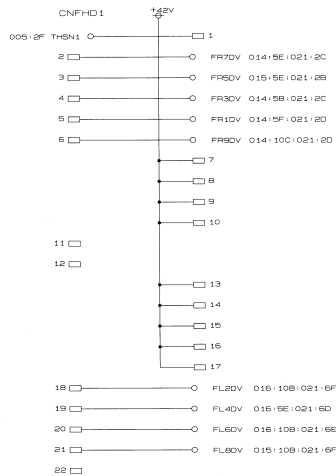 CNFHD1
+42V
005:2F THSN1 1
2 FR7DV 014:5E:021:2C
3 FR5DV 015:5E:021:2B
4 FR3DV 014:5B:021:2C
5 FR1DV 014:5F:021:2D
6 FR9DV 014:10C:021:2D
7
8
9
10
11
12
13
14
15
16
17
18 FL2DV 016:10B:021:6F
19 FL4DV 016:5E:021:6D
20 FL6DV 016:10B:021:6E
21 FL8DV 015:10B:021:6F
22